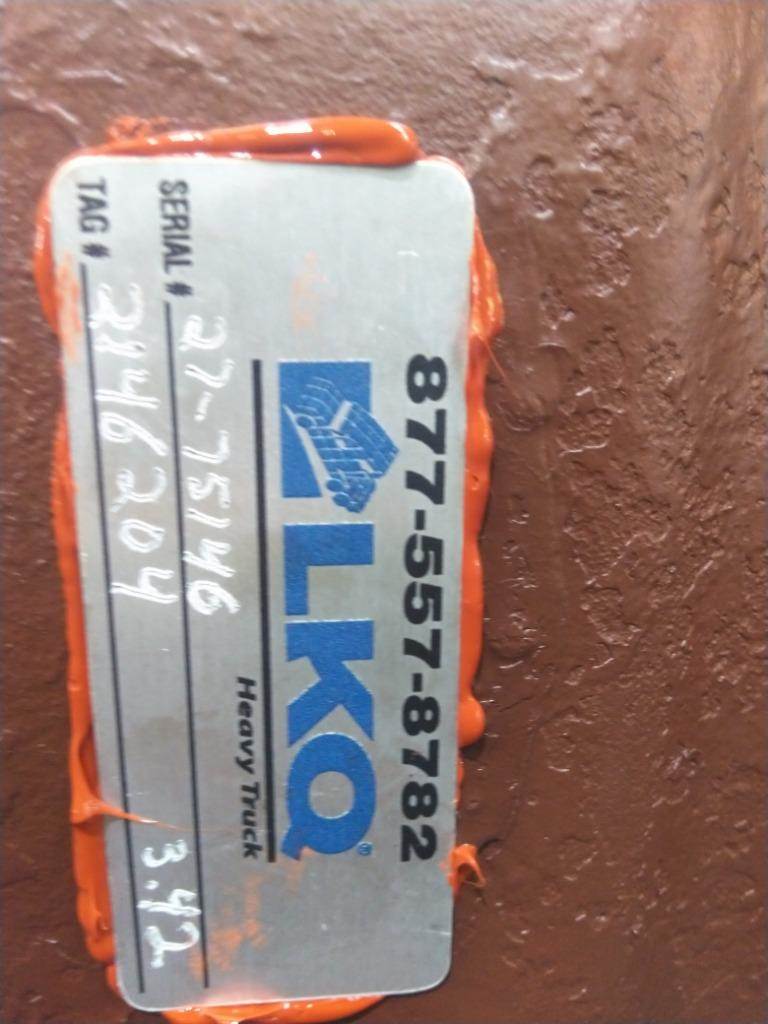 877-557-8782
LKQ®
Heavy Truck
SERIAL # 27-75146
TAG # 2146204 3.42